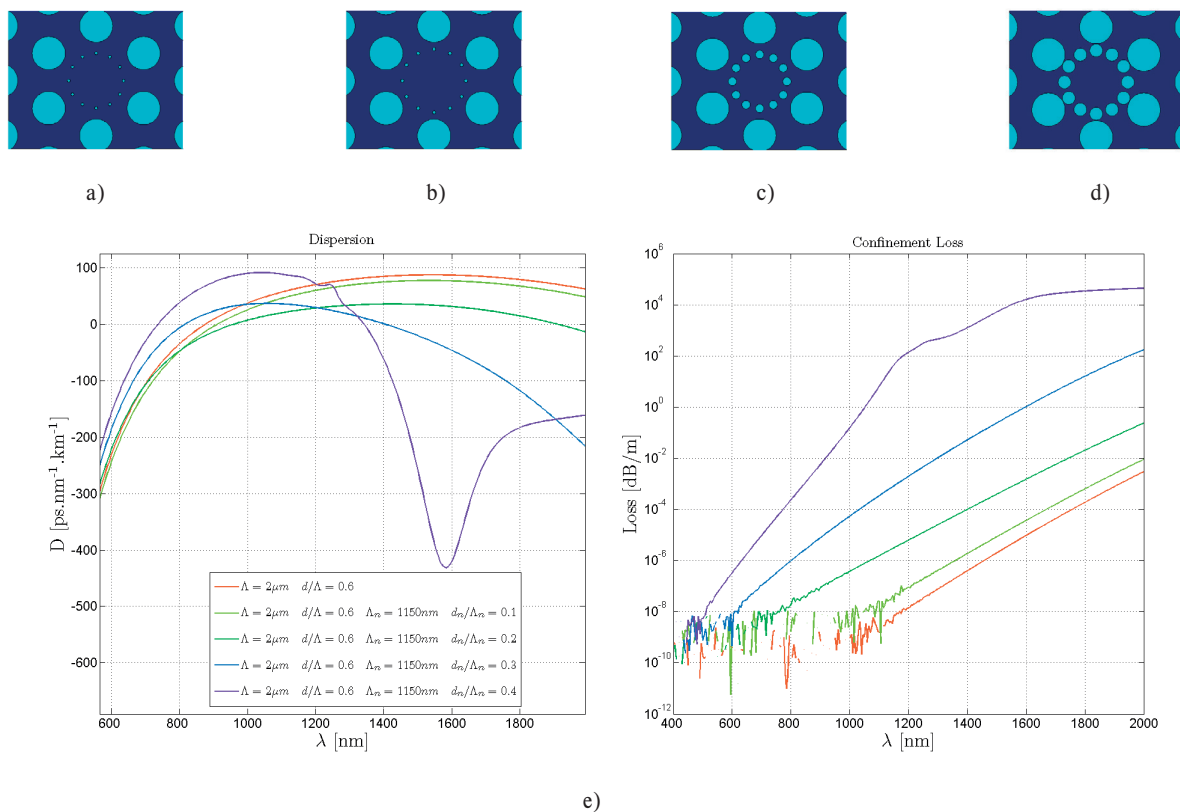 a) b) c) d)
Dispersion
100
0
-100
-200
-300
-400
-500
-600
D [ps.nm⁻¹.km⁻¹]
Λ = 2μm d/Λ = 0.6
Λ = 2μm d/Λ = 0.6 Λₙ = 1150nm dₙ/Λₙ = 0.1
Λ = 2μm d/Λ = 0.6 Λₙ = 1150nm dₙ/Λₙ = 0.2
Λ = 2μm d/Λ = 0.6 Λₙ = 1150nm dₙ/Λₙ = 0.3
Λ = 2μm d/Λ = 0.6 Λₙ = 1150nm dₙ/Λₙ = 0.4
600 800 1000 1200 1400 1600 1800
λ [nm]
Confinement Loss
10⁶
10⁴
10²
10⁰
10⁻²
10⁻⁴
10⁻⁶
10⁻⁸
10⁻¹⁰
10⁻¹²
Loss [dB/m]
400 600 800 1000 1200 1400 1600 1800 2000
λ [nm]
e)